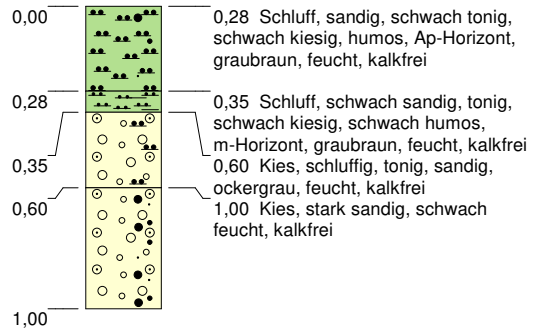 0,00
0,28 Schluff, sandig, schwach tonig,
schwach kiesig, humos, Ap-Horizont,
graubraun, feucht, kalkfrei
0,28
0,35 Schluff, schwach sandig, tonig,
schwach kiesig, schwach humos,
m-Horizont, graubraun, feucht, kalkfrei
0,35
0,60 Kies, schluffig, tonig, sandig,
ockergrau, feucht, kalkfrei
0,60
1,00 Kies, stark sandig, schwach
feucht, kalkfrei
1,00